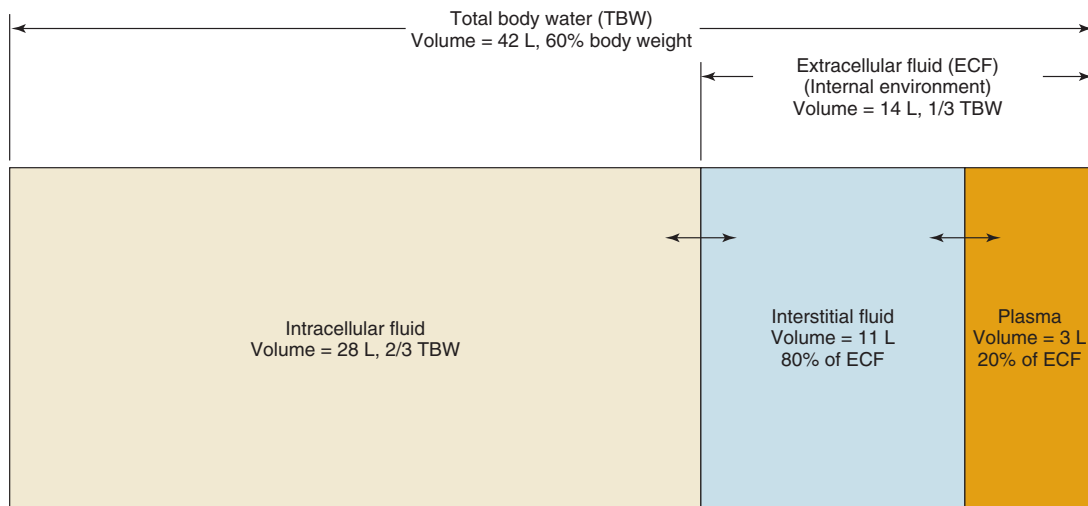 Total body water (TBW)
Volume = 42 L, 60% body weight
Extracellular fluid (ECF)
(Internal environment)
Volume = 14 L, 1/3 TBW
Intracellular fluid
Volume = 28 L, 2/3 TBW
Interstitial fluid
Volume = 11 L
80% of ECF
Plasma
Volume = 3 L
20% of ECF